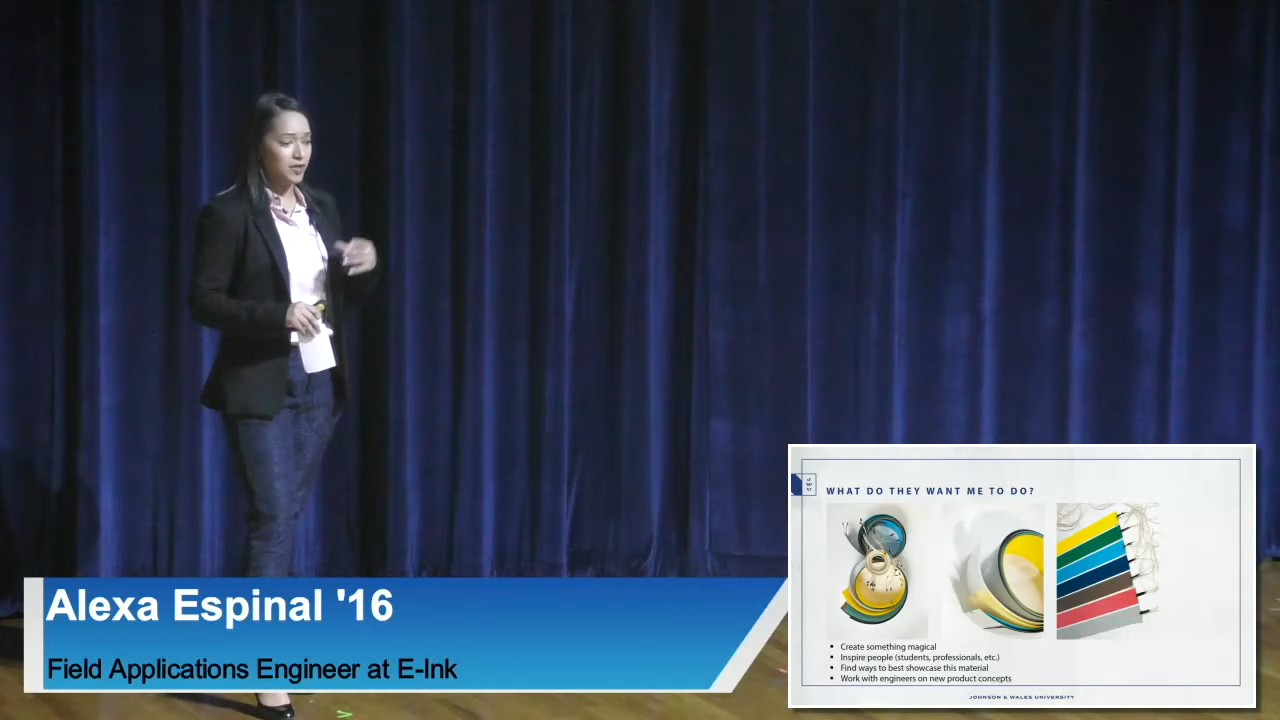 Alexa Espinal '16
Field Applications Engineer at E-Ink
WHAT DO THEY WANT ME TO DO?
▪ Create something magical
▪ Inspire people (students, professionals, etc.)
▪ Find ways to best showcase this material
▪ Work with engineers on new product concepts
JOHNSON & WALES UNIVERSITY